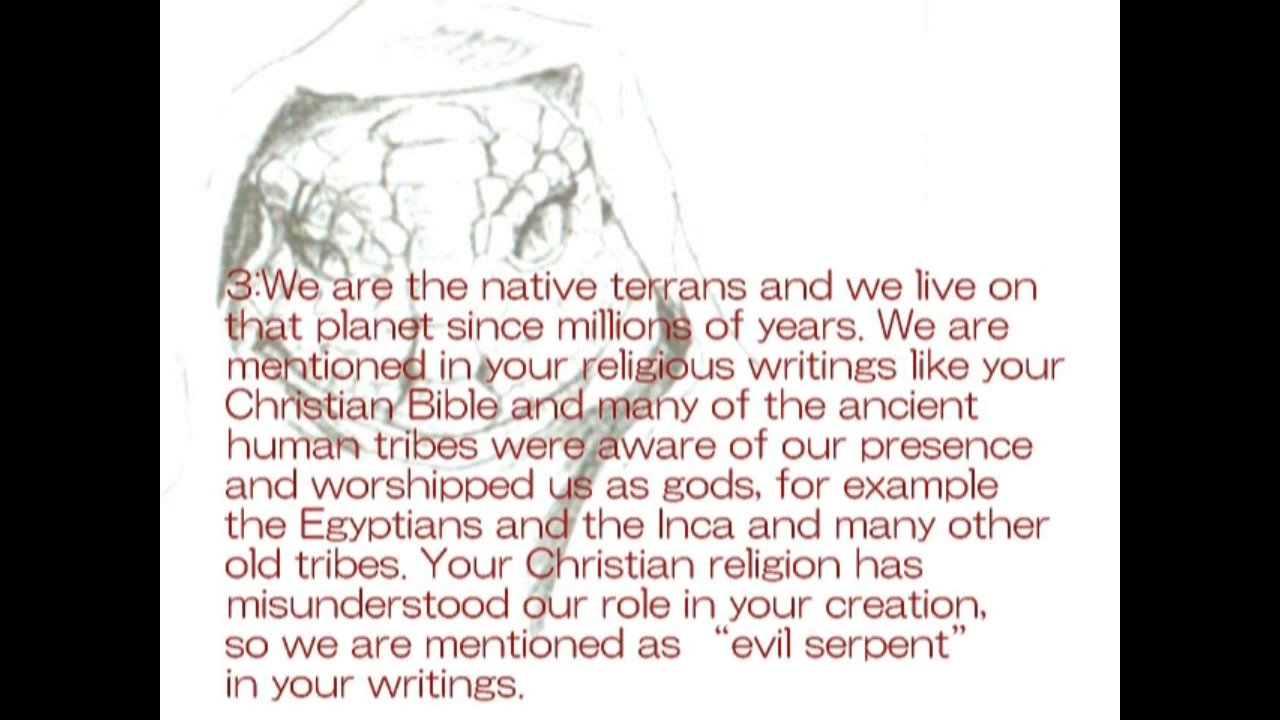 3:We are the native terrans and we live on
that planet since millions of years. We are
mentioned in your religious writings like your
Christian Bible and many of the ancient
human tribes were aware of our presence
and worshipped us as gods, for example
the Egyptians and the Inca and many other
old tribes. Your Christian religion has
misunderstood our role in your creation,
so we are mentioned as “evil serpent”
in your writings.